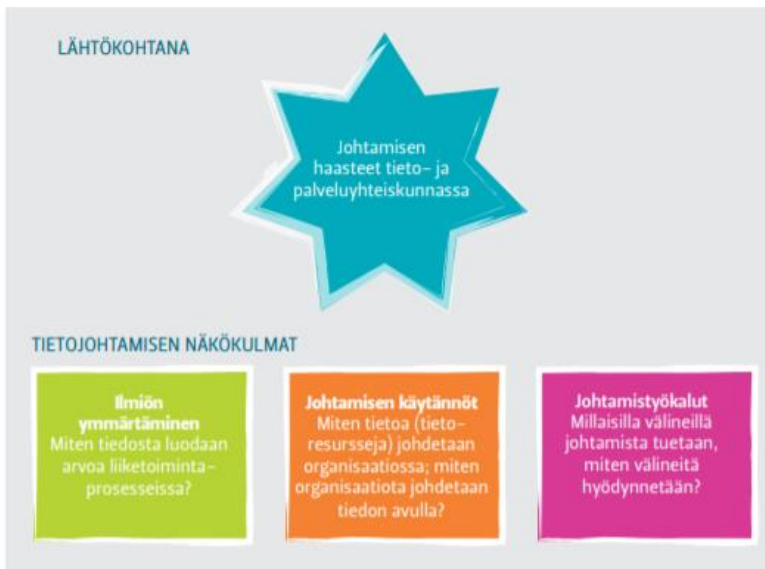 LÄHTÖKOHTANA
Johtamisen
haasteet tieto- ja
palveluyhteiskunnassa
TIETOJOHTAMISEN NÄKÖKULMAT
Ilmiön
ymmärtäminen
Miten tiedosta luodaan
arvoa liiketoiminta-
prosesseissa?
Johtamisen käytännöt
Miten tietoa (tieto-
resursseja) johdetaan
organisaatiossa; miten
organisaatiota johdetaan
tiedon avulla?
Johtamistyökalut
Millaisilla välineillä
johtamista tuetaan,
miten välineitä
hyödynnetään?